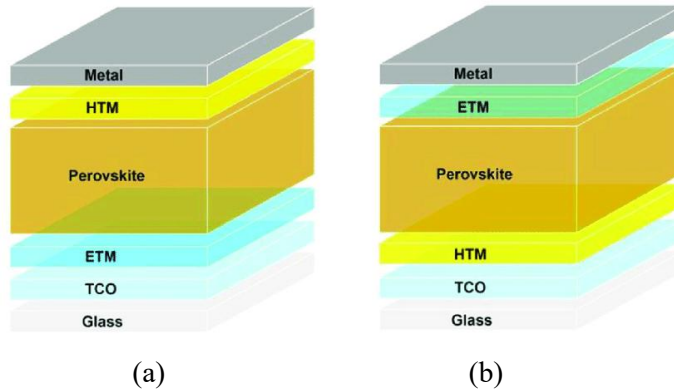 Metal
HTM
Perovskite
ETM
TCO
Glass
(a)
Metal
ETM
Perovskite
HTM
TCO
Glass
(b)